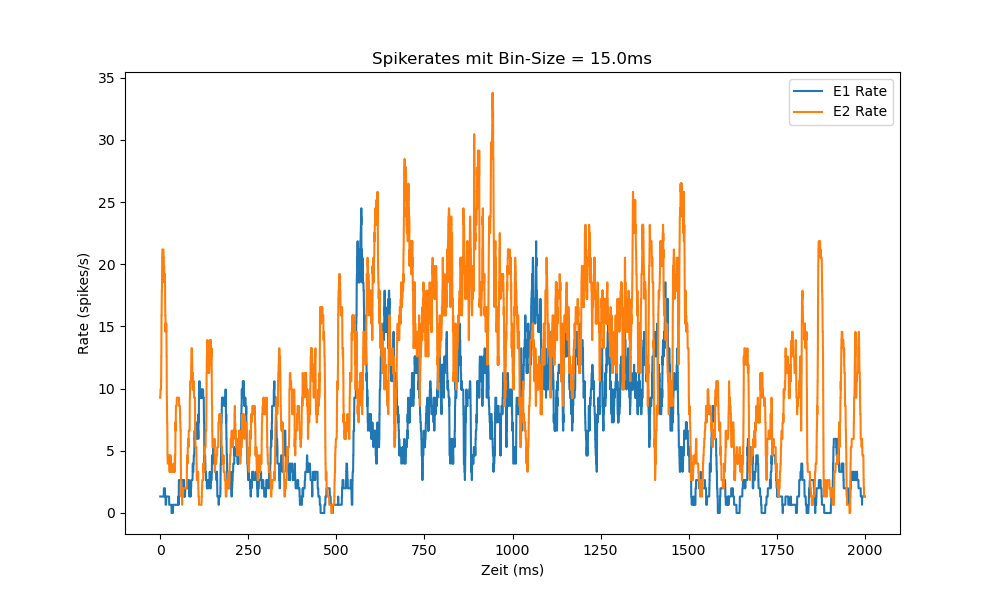 Spikerates mit Bin-Size = 15.0ms
E1 Rate
E2 Rate
35
30
25
20
15
10
5
0
Rate (spikes/s)
0 250 500 750 1000 1250 1500 1750 2000
Zeit (ms)